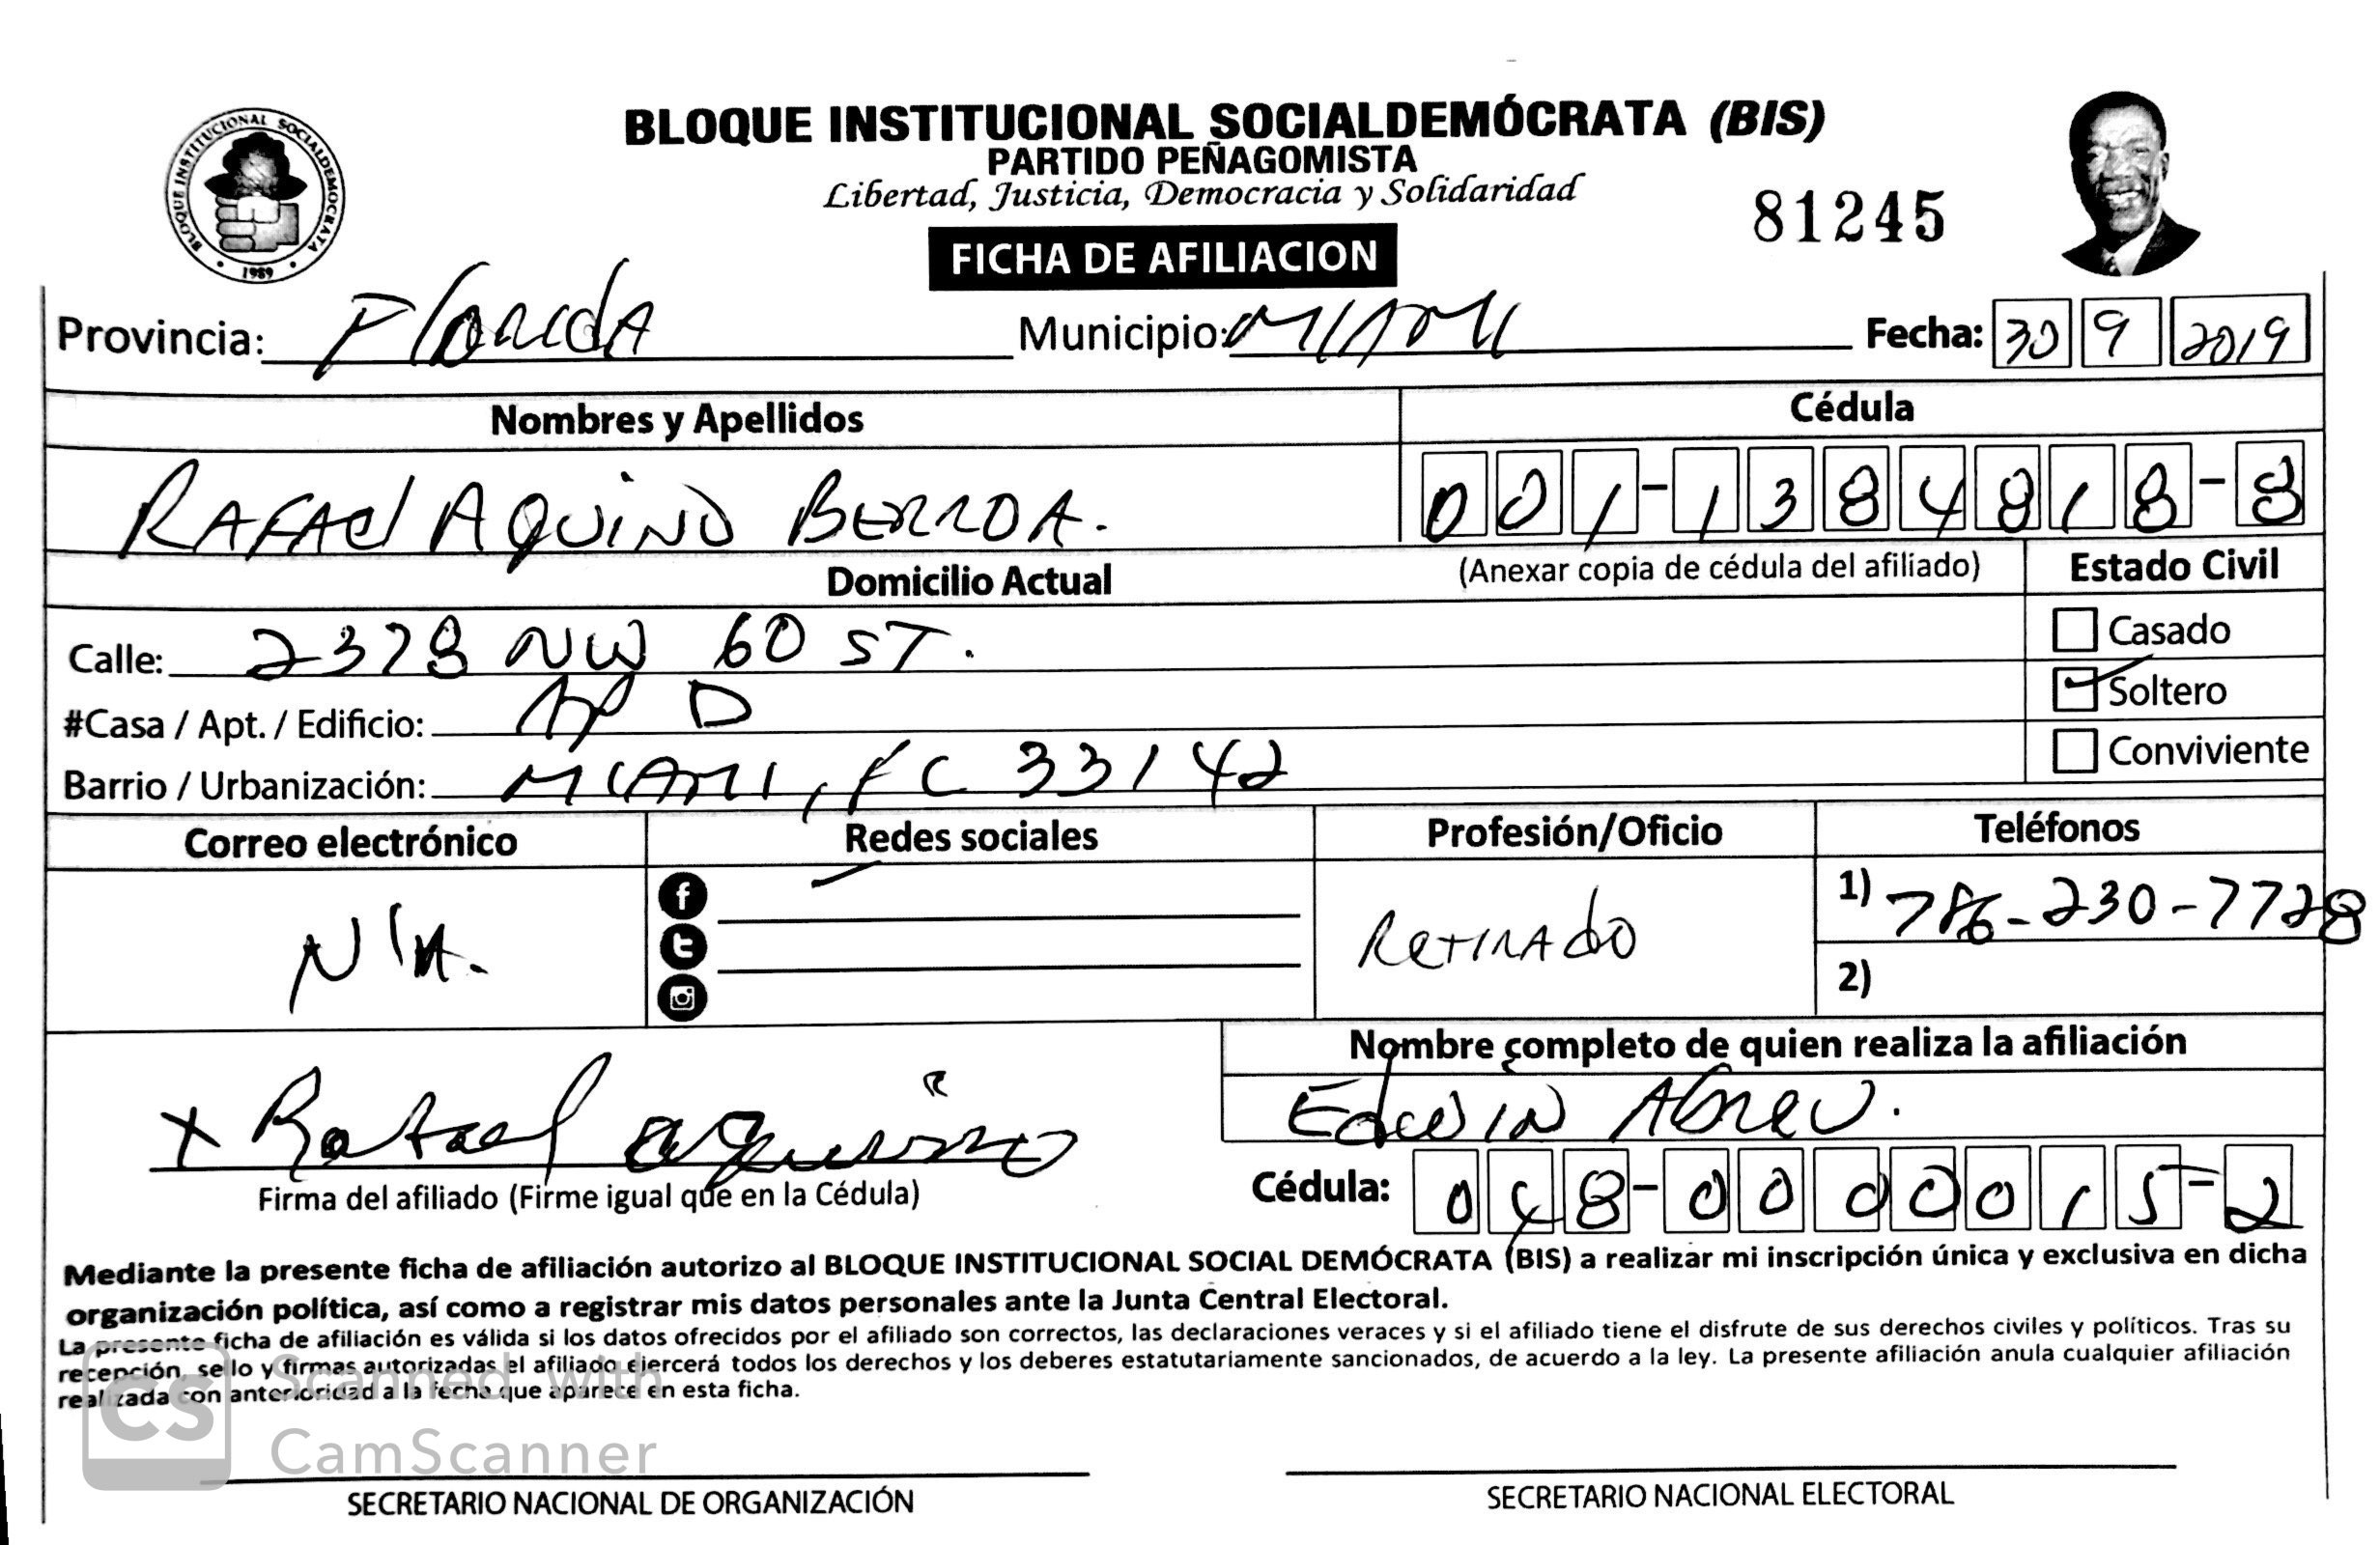 BLOQUE INSTITUCIONAL SOCIALDEMOCRATA
1989
BLOQUE INSTITUCIONAL SOCIALDEMÓCRATA (BIS)
PARTIDO PEÑAGOMISTA
Libertad, Justicia, Democracia y Solidaridad
81245
FICHA DE AFILIACION
Provincia: Florida Municipio: MIAMI Fecha: 30 9 2019
Nombres y Apellidos Cédula
RAFAEL AQUINO BERROA. 001-1384818-8
Domicilio Actual (Anexar copia de cédula del afiliado) Estado Civil
Calle: 2378 NW 60 ST. Casado
#Casa / Apt. / Edificio: AP D Soltero
Barrio / Urbanización: MIAMI, FL 33142 Conviviente
Correo electrónico Redes sociales Profesión/Oficio Teléfonos
N/A. RETIRADO 1) 786-230-7728
2)
Nombre completo de quien realiza la afiliación
x Rafael aquino Edwin Abreu.
Firma del afiliado (Firme igual que en la Cédula) Cédula: 048-0000015-2
Mediante la presente ficha de afiliación autorizo al BLOQUE INSTITUCIONAL SOCIAL DEMÓCRATA (BIS) a realizar mi inscripción única y exclusiva en dicha
organización política, así como a registrar mis datos personales ante la Junta Central Electoral.
La presente ficha de afiliación es válida si los datos ofrecidos por el afiliado son correctos, las declaraciones veraces y si el afiliado tiene el disfrute de sus derechos civiles y políticos. Tras su
recepción, sello y firmas autorizadas el afiliado ejercerá todos los derechos y los deberes estatutariamente sancionados, de acuerdo a la ley. La presente afiliación anula cualquier afiliación
realizada con anterioridad a la fecha que aparece en esta ficha.
CS Scanned with
CamScanner
SECRETARIO NACIONAL DE ORGANIZACIÓN SECRETARIO NACIONAL ELECTORAL